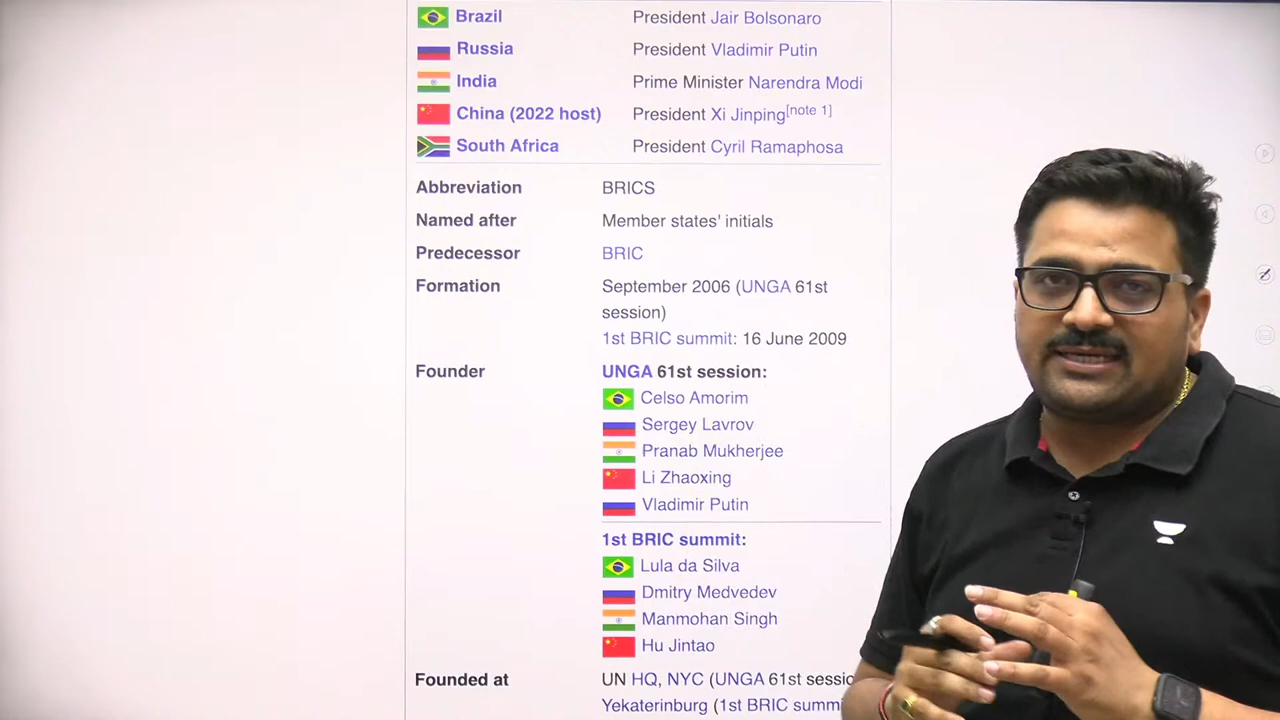 Brazil President Jair Bolsonaro
Russia President Vladimir Putin
India Prime Minister Narendra Modi
China (2022 host) President Xi Jinping[note 1]
South Africa President Cyril Ramaphosa
Abbreviation BRICS
Named after Member states' initials
Predecessor BRIC
Formation September 2006 (UNGA 61st
session)
1st BRIC summit: 16 June 2009
Founder UNGA 61st session:
Celso Amorim
Sergey Lavrov
Pranab Mukherjee
Li Zhaoxing
Vladimir Putin
1st BRIC summit:
Lula da Silva
Dmitry Medvedev
Manmohan Singh
Hu Jintao
Founded at UN HQ, NYC (UNGA 61st sessio
Yekaterinburg (1st BRIC summi